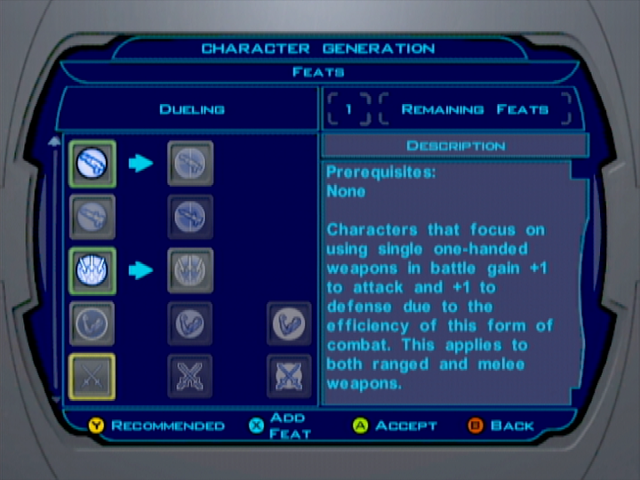 CHARACTER GENERATION
FEATS
DUELING
1 REMAINING FEATS
DESCRIPTION
Prerequisites:
None
Characters that focus on
using single one-handed
weapons in battle gain +1
to attack and +1 to
defense due to the
efficiency of this form of
combat. This applies to
both ranged and melee
weapons.
Y RECOMMENDED
X ADD
FEAT
A ACCEPT
B BACK